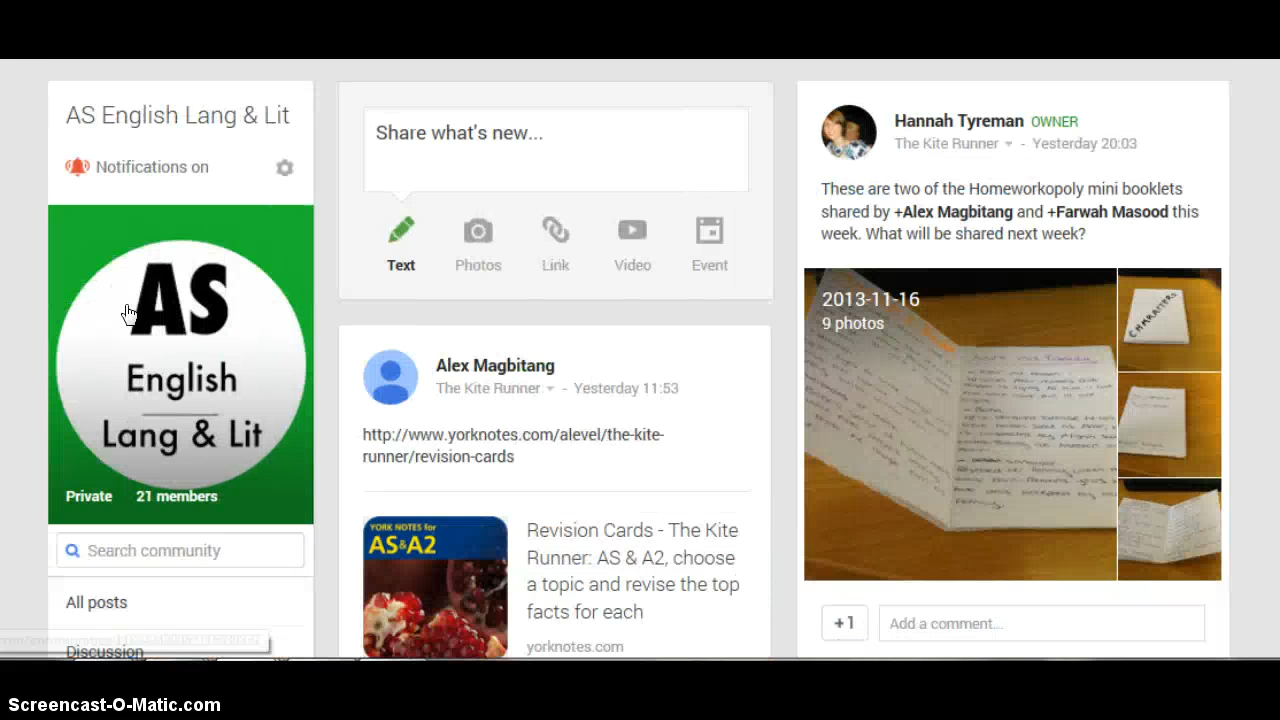 AS English Lang & Lit
Notifications on
AS
English
Lang & Lit
Private 21 members
Search community
All posts
Discussion
Share what's new...
Text Photos Link Video Event
Alex Magbitang
The Kite Runner - Yesterday 11:53
http://www.yorknotes.com/alevel/the-kite-
runner/revision-cards
YORK NOTES for
AS & A2
Revision Cards - The Kite
Runner: AS & A2, choose
a topic and revise the top
facts for each
yorknotes.com
Hannah Tyreman OWNER
The Kite Runner - Yesterday 20:03
These are two of the Homeworkopoly mini booklets
shared by +Alex Magbitang and +Farwah Masood this
week. What will be shared next week?
2013-11-16
9 photos
CHARACTERS
+1
Add a comment...
Screencast-O-Matic.com